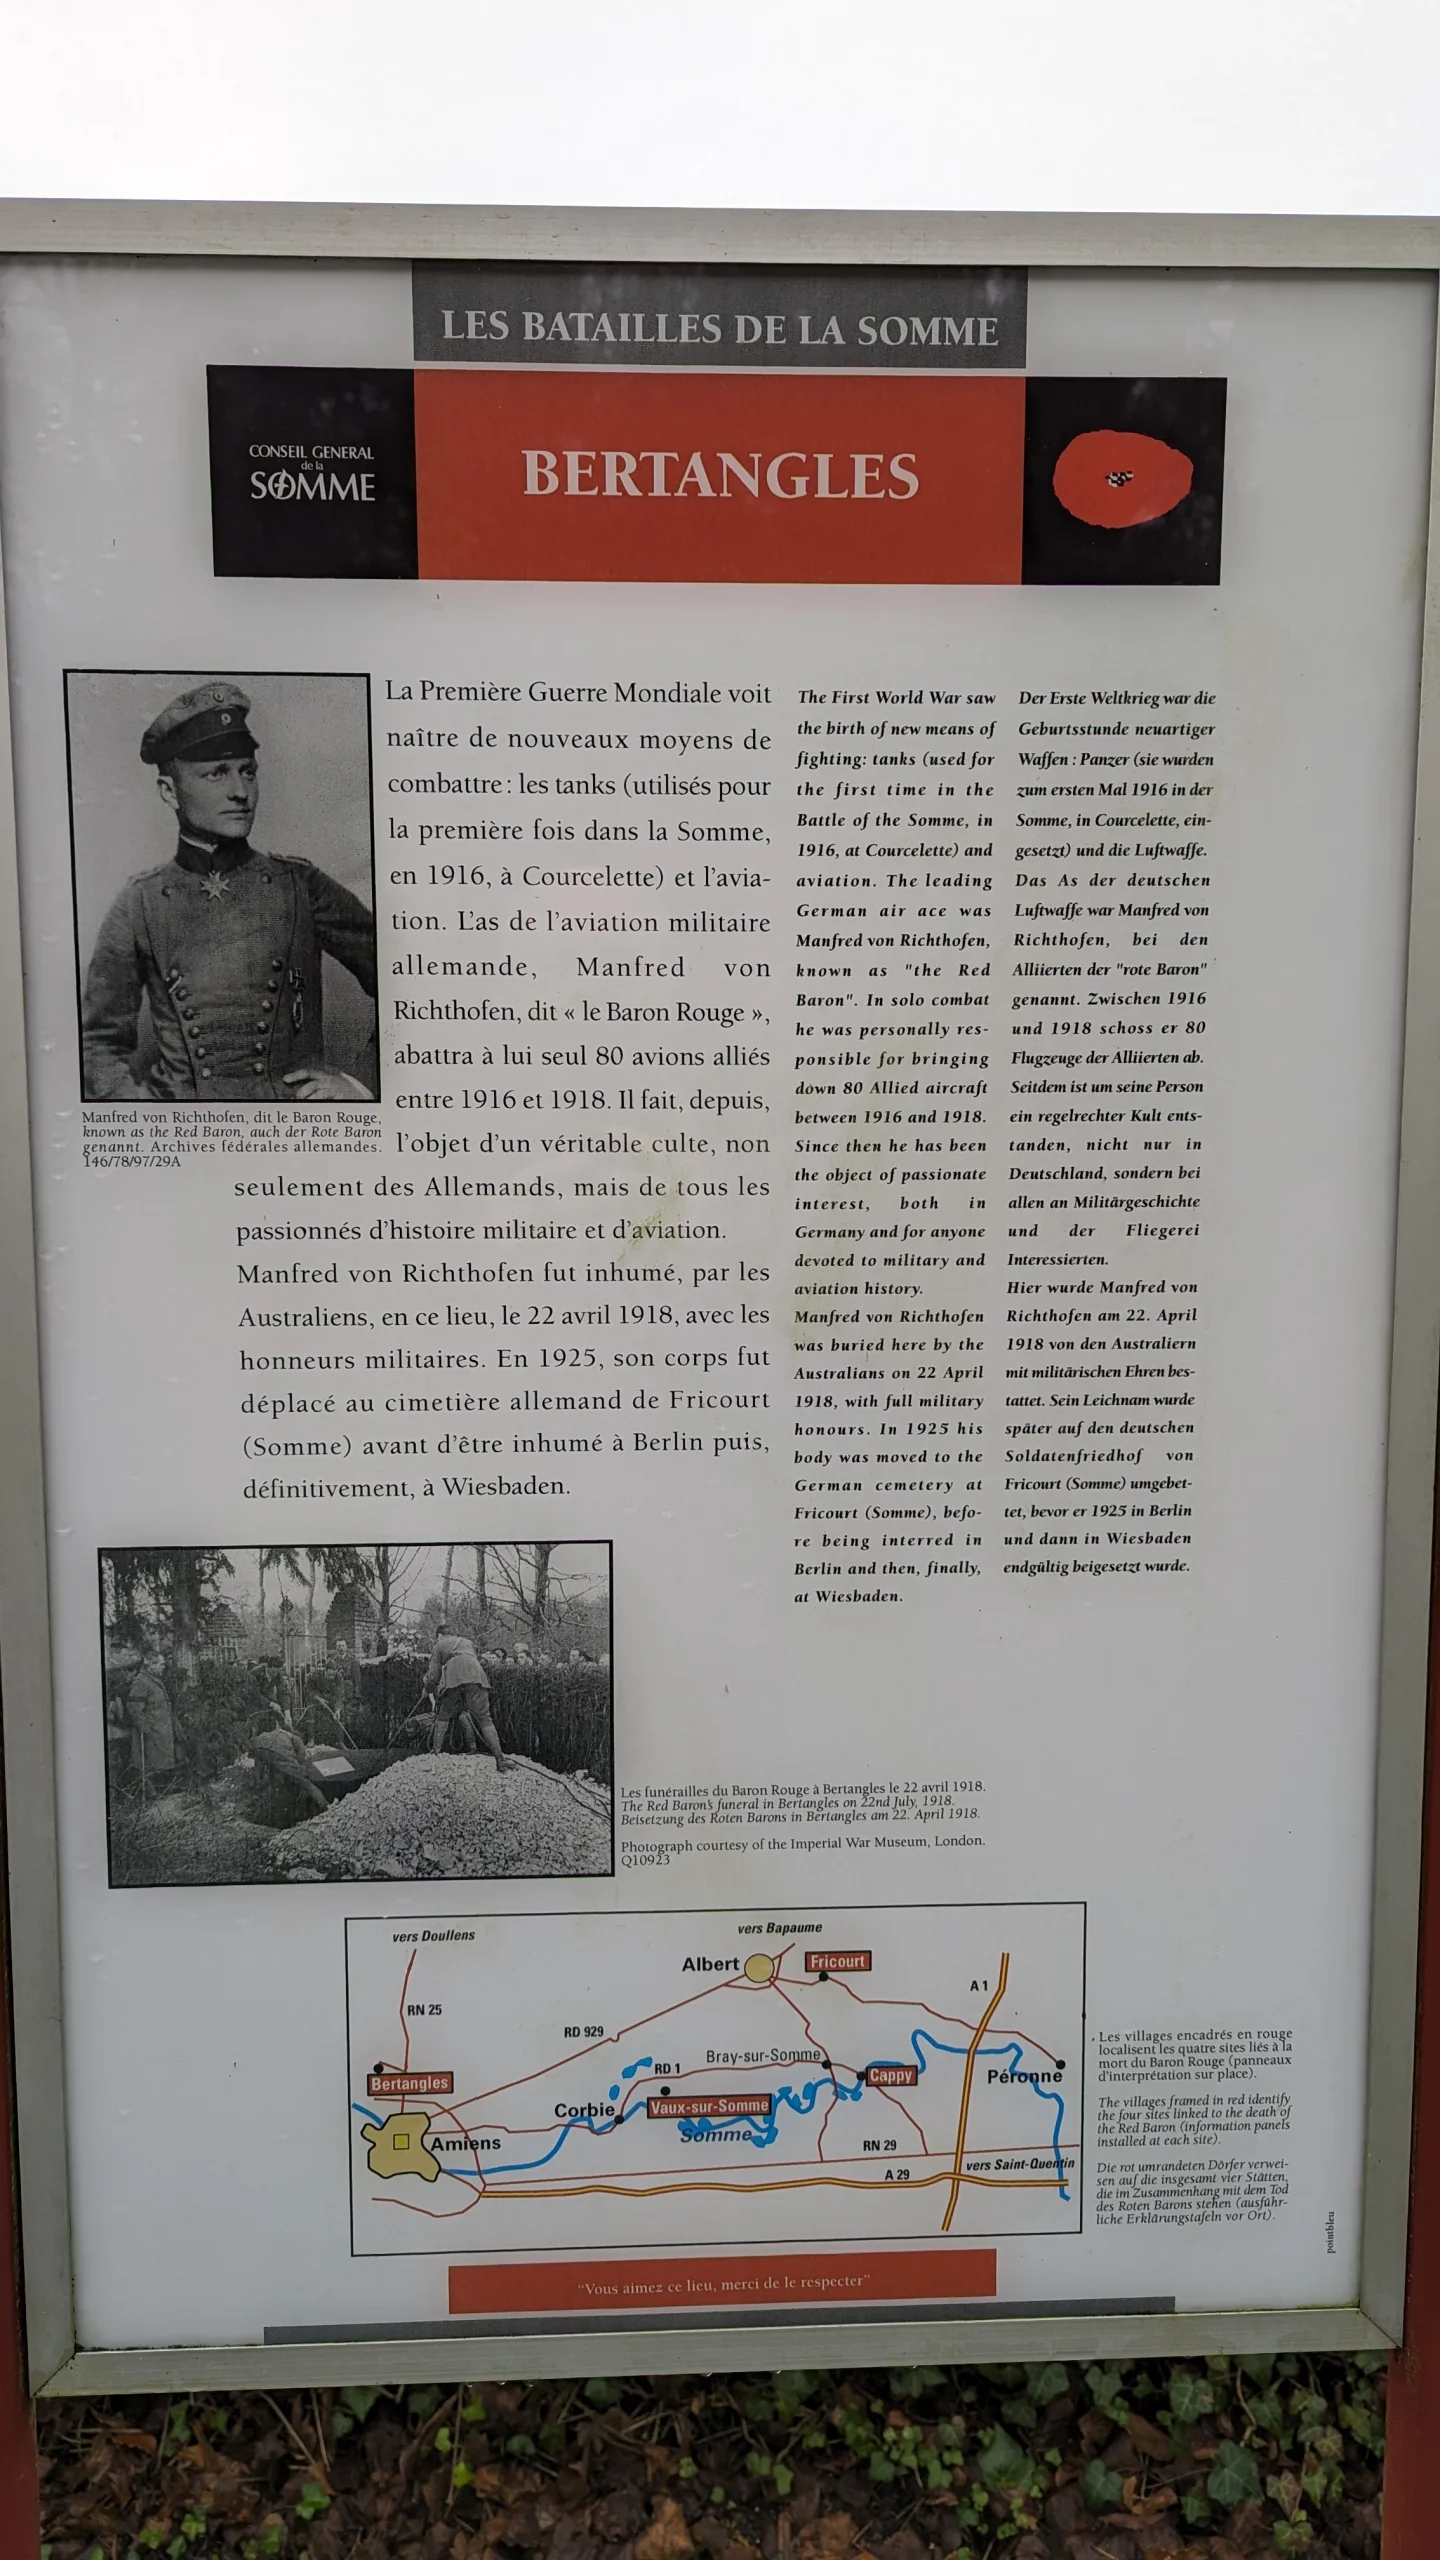 LES BATAILLES DE LA SOMME
CONSEIL GENERAL
de la
SOMME
BERTANGLES
La Première Guerre Mondiale voit
naître de nouveaux moyens de
combattre : les tanks (utilisés pour
la première fois dans la Somme,
en 1916, à Courcelette) et l'avia-
tion. L'as de l'aviation militaire
allemande, Manfred von
Richthofen, dit « le Baron Rouge »,
abattra à lui seul 80 avions alliés
entre 1916 et 1918. Il fait, depuis,
l'objet d'un véritable culte, non
seulement des Allemands, mais de tous les
passionnés d'histoire militaire et d'aviation.
Manfred von Richthofen fut inhumé, par les
Australiens, en ce lieu, le 22 avril 1918, avec les
honneurs militaires. En 1925, son corps fut
déplacé au cimetière allemand de Fricourt
(Somme) avant d'être inhumé à Berlin puis,
définitivement, à Wiesbaden.
Manfred von Richthofen, dit le Baron Rouge,
known as the Red Baron, auch der Rote Baron
genannt. Archives fédérales allemandes.
146/78/97/29A
The First World War saw
the birth of new means of
fighting: tanks (used for
the first time in the
Battle of the Somme, in
1916, at Courcelette) and
aviation. The leading
German air ace was
Manfred von Richthofen,
known as "the Red
Baron". In solo combat
he was personally res-
ponsible for bringing
down 80 Allied aircraft
between 1916 and 1918.
Since then he has been
the object of passionate
interest, both in
Germany and for anyone
devoted to military and
aviation history.
Manfred von Richthofen
was buried here by the
Australians on 22 April
1918, with full military
honours. In 1925 his
body was moved to the
German cemetery at
Fricourt (Somme), befo-
re being interred in
Berlin and then, finally,
at Wiesbaden.
Der Erste Weltkrieg war die
Geburtsstunde neuartiger
Waffen : Panzer (sie wurden
zum ersten Mal 1916 in der
Somme, in Courcelette, ein-
gesetzt) und die Luftwaffe.
Das As der deutschen
Luftwaffe war Manfred von
Richthofen, bei den
Alliierten der "rote Baron"
genannt. Zwischen 1916
und 1918 schoss er 80
Flugzeuge der Alliierten ab.
Seitdem ist um seine Person
ein regelrechter Kult ents-
tanden, nicht nur in
Deutschland, sondern bei
allen an Militärgeschichte
und der Fliegerei
Interessierten.
Hier wurde Manfred von
Richthofen am 22. April
1918 von den Australiern
mit militärischen Ehren bes-
tattet. Sein Leichnam wurde
später auf den deutschen
Soldatenfriedhof von
Fricourt (Somme) umgebet-
tet, bevor er 1925 in Berlin
und dann in Wiesbaden
endgültig beigesetzt wurde.
Les funérailles du Baron Rouge à Bertangles le 22 avril 1918.
The Red Baron's funeral in Bertangles on 22nd July, 1918.
Beisetzung des Roten Barons in Bertangles am 22. April 1918.
Photograph courtesy of the Imperial War Museum, London.
Q10923
vers Doullens
vers Bapaume
Albert
Fricourt
A 1
RN 25
RD 929
Bray-sur-Somme
RD 1
Bertangles
Cappy
Péronne
Corbie
Vaux-sur-Somme
Somme
Amiens
RN 29
vers Saint-Quentin
A 29
Les villages encadrés en rouge
localisent les quatre sites liés à la
mort du Baron Rouge (panneaux
d'interprétation sur place).
The villages framed in red identify
the four sites linked to the death of
the Red Baron (information panels
installed at each site).
Die rot umrandeten Dörfer verwei-
sen auf die insgesamt vier Stätten,
die im Zusammenhang mit dem Tod
des Roten Barons stehen (ausführ-
liche Erklärungstafeln vor Ort).
pointbleu
"Vous aimez ce lieu, merci de le respecter"